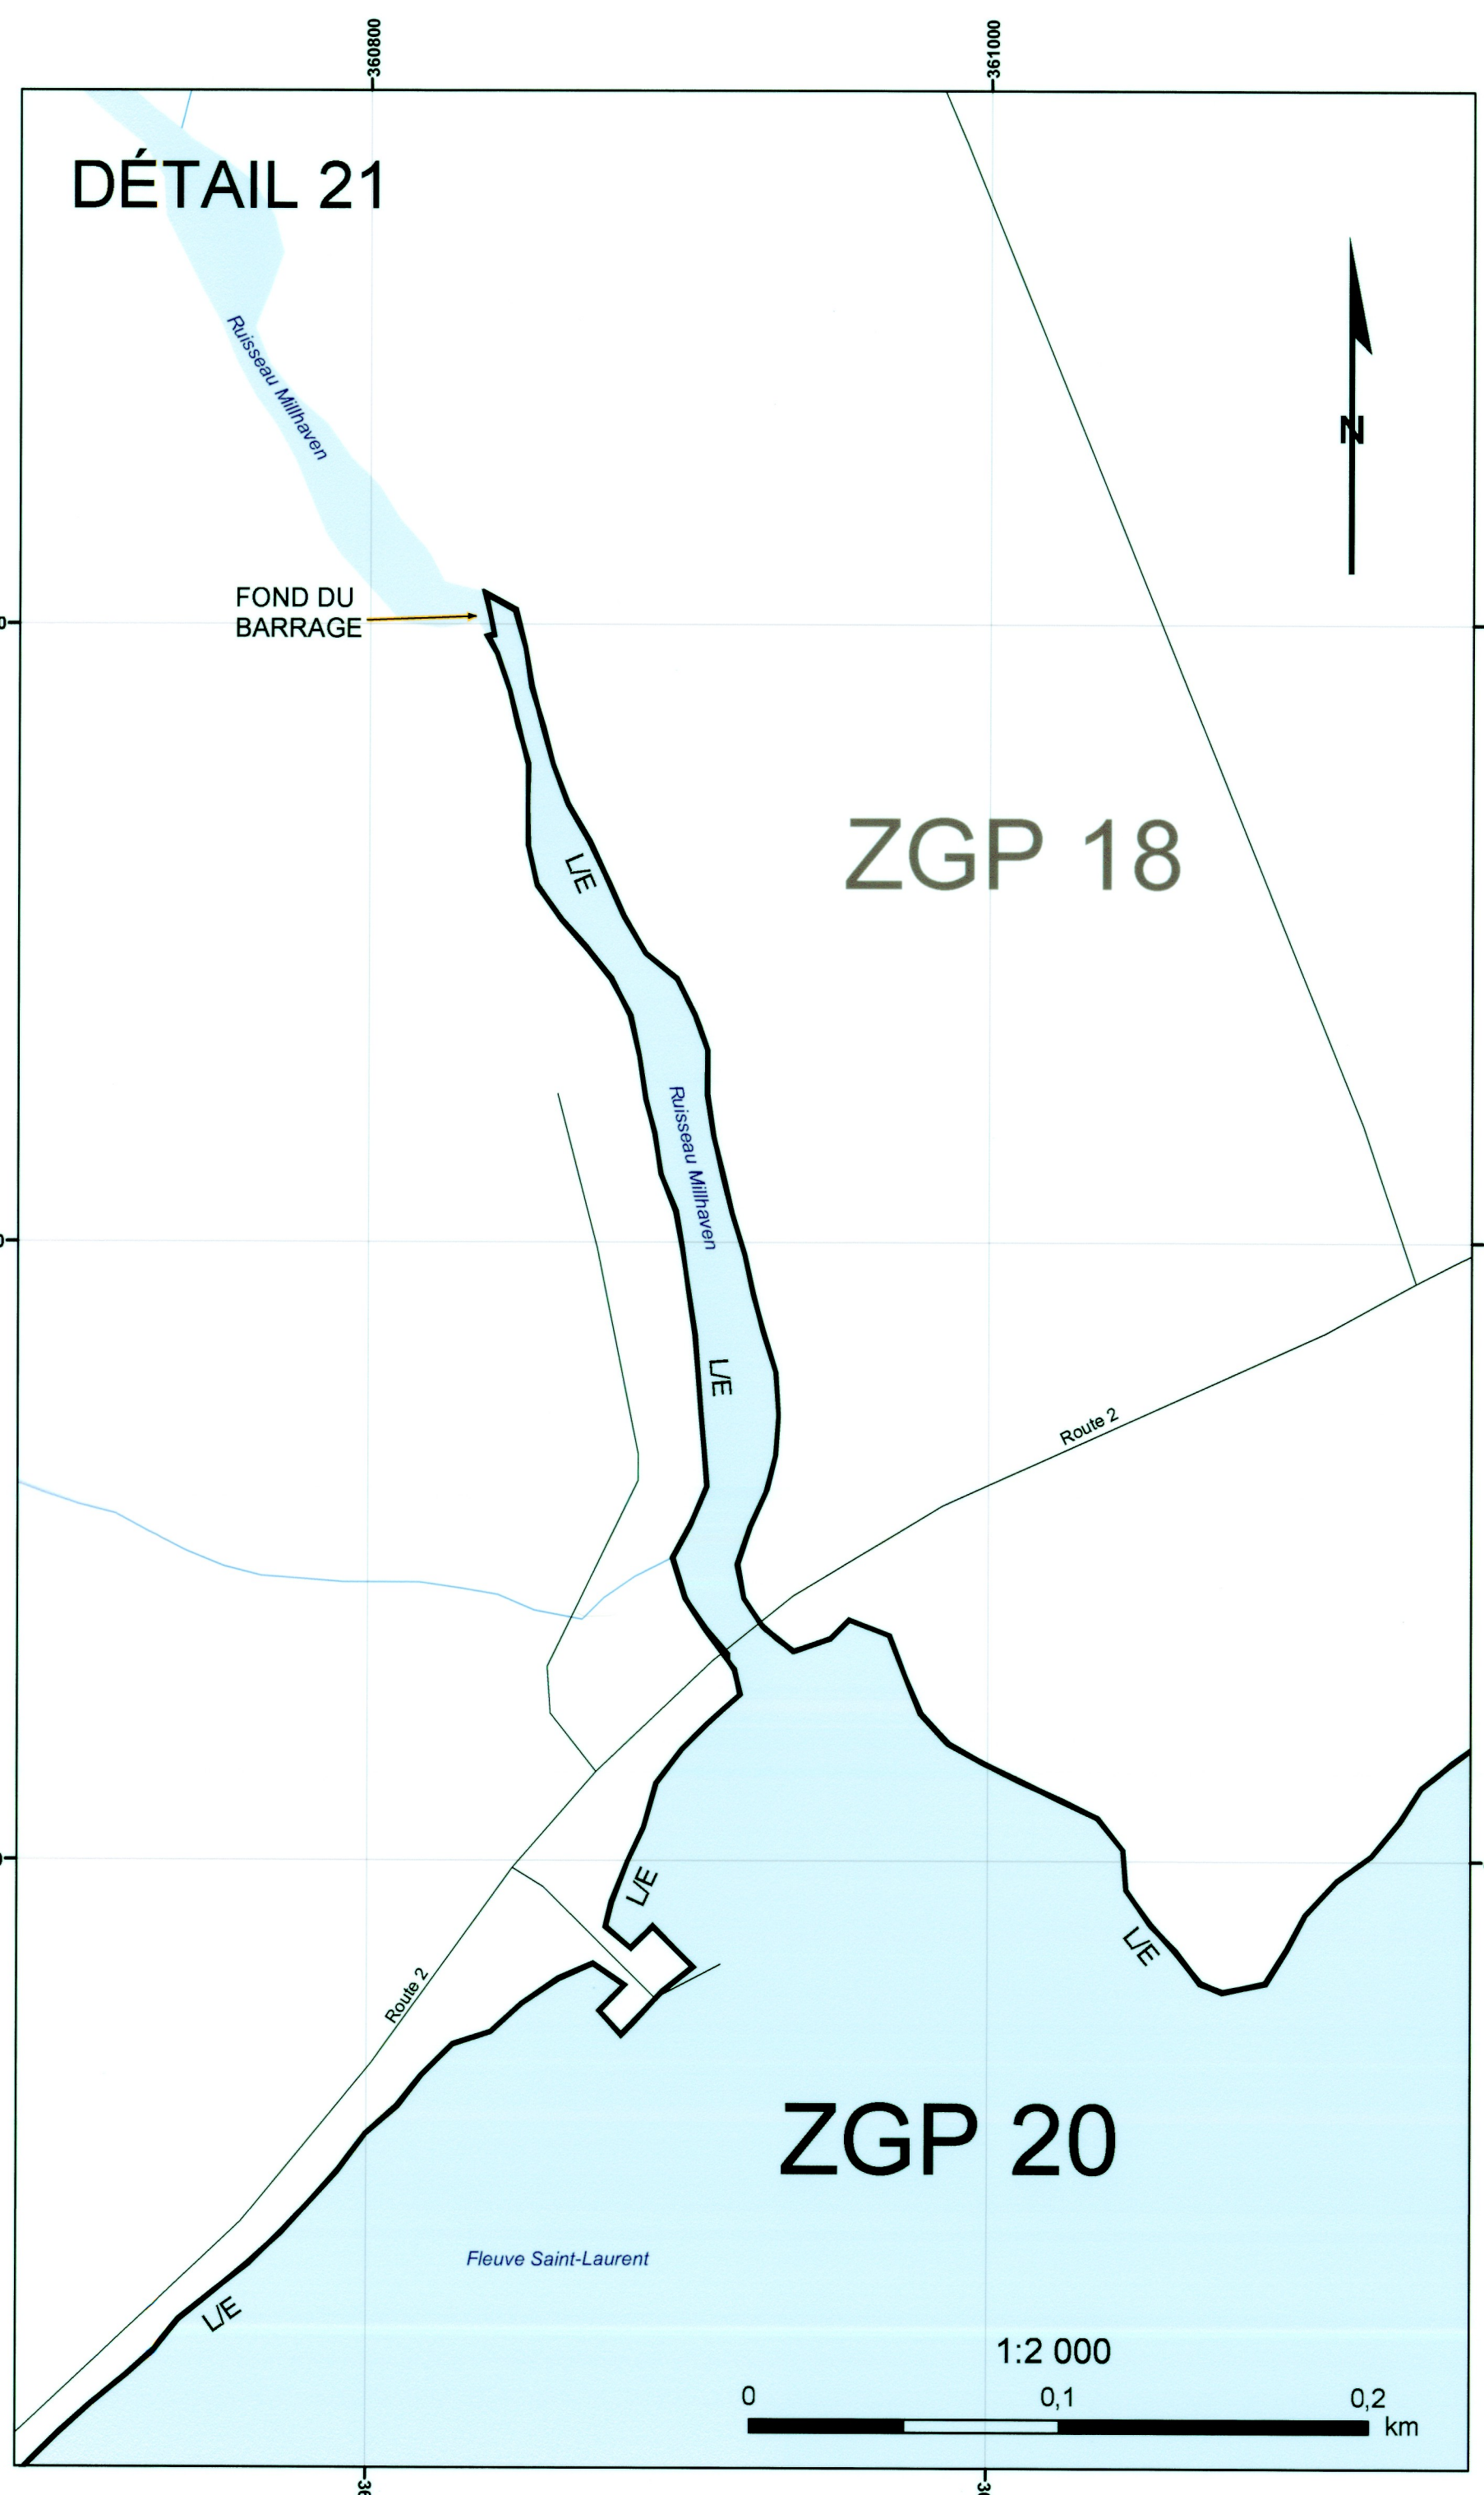 360800
361000
DÉTAIL 21
Ruisseau Millhaven
N
FOND DU
BARRAGE
ZGP 18
L/E
Ruisseau Millhaven
L/E
Route 2
L/E
L/E
Route 2
ZGP 20
Fleuve Saint-Laurent
L/E
1:2 000
0
0,1
0,2
km